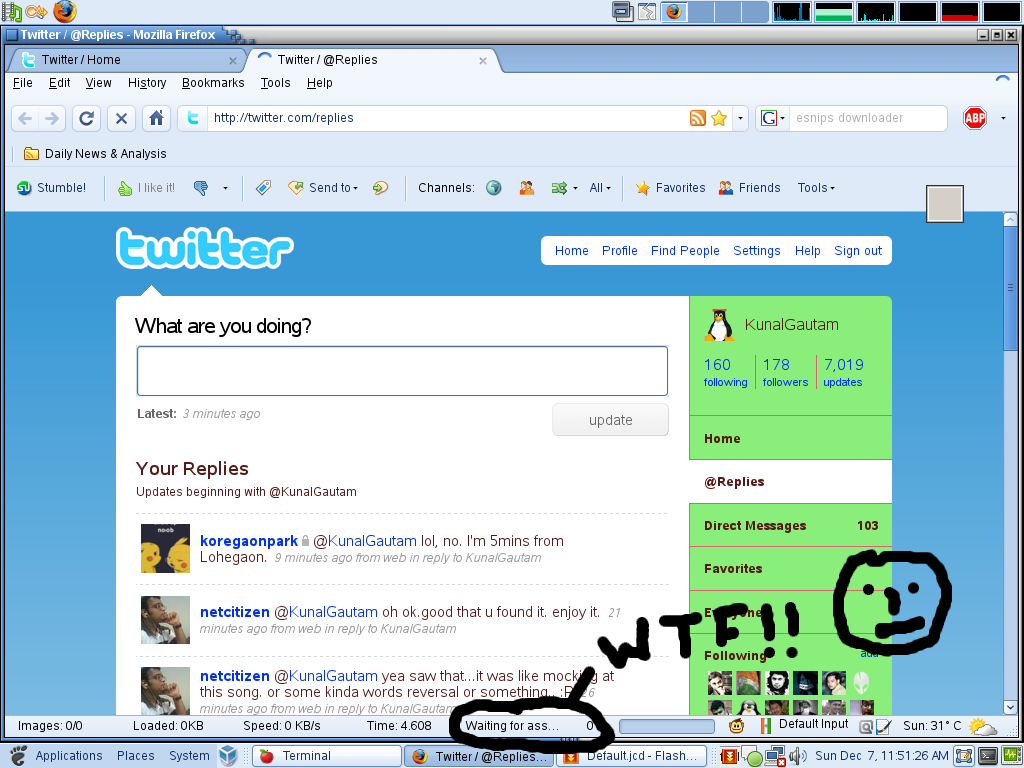 Twitter / @Replies - Mozilla Firefox
Twitter / Home
Twitter / @Replies
File Edit View History Bookmarks Tools Help
http://twitter.com/replies
G
esnips downloader
ABP
Daily News & Analysis
Stumble! I like it! Send to Channels: All Favorites Friends Tools
twitter
Home Profile Find People Settings Help Sign out
What are you doing?
Latest: 3 minutes ago
update
Your Replies
Updates beginning with @KunalGautam
noob
koregaonpark @KunalGautam lol, no. I'm 5mins from
Lohegaon. 9 minutes ago from web in reply to KunalGautam
netcitizen @KunalGautam oh ok.good that u found it. enjoy it. 21
minutes ago from web in reply to KunalGautam
netcitizen @KunalGautam yea saw that...it was like mocking at
this song. or some kinda words reversal or something.. :P 26
minutes ago from web in reply to KunalGautam
KunalGautam
160 178 7,019
following followers updates
Home
@Replies
Direct Messages 103
Favorites
Everyone
Following
add
WTF!!
Images: 0/0 Loaded: 0KB Speed: 0 KB/s Time: 4.608 Waiting for ass... 0
Default Input
Sun: 31° C
Applications Places System
Terminal
Twitter / @Replies...
Default.jcd - Flash...
Sun Dec 7, 11:51:26 AM